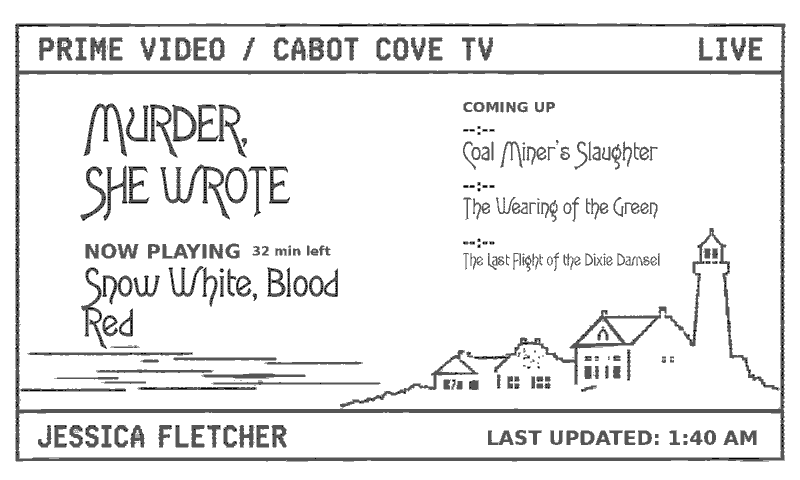 PRIME VIDEO / CABOT COVE TV
LIVE
MURDER,
SHE WROTE
NOW PLAYING 32 min left
Snow White, Blood
Red
COMING UP
--:--
Coal Miner's Slaughter
--:--
The Wearing of the Green
--:--
The Last Flight of the Dixie Damsel
JESSICA FLETCHER
LAST UPDATED: 1:40 AM